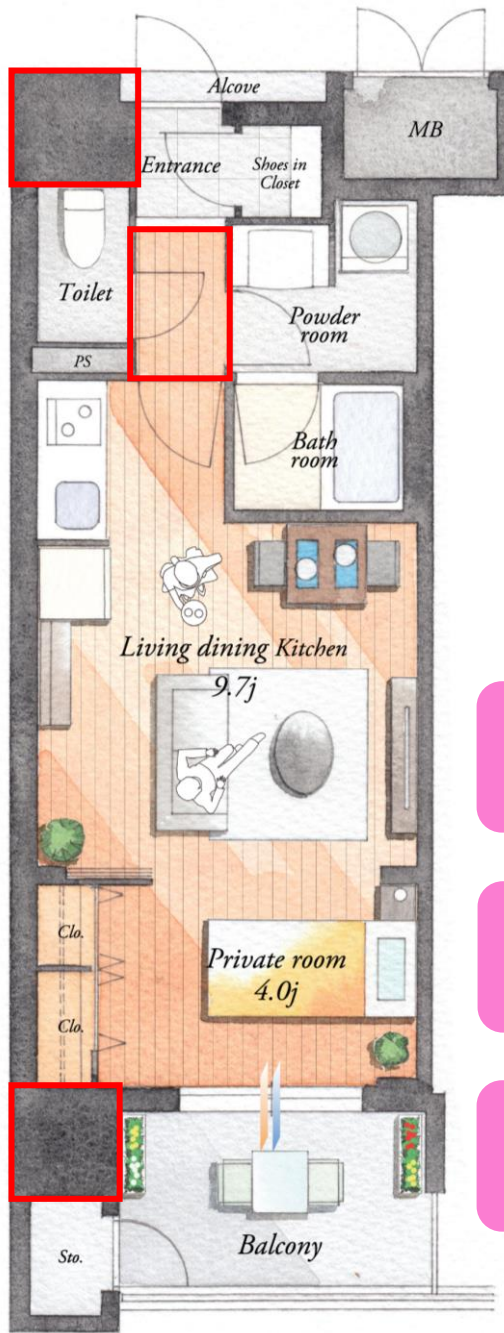 Alcove
MB
Entrance
Shoes in
Closet
Toilet
Powder
room
PS
Bath
room
Living dining Kitchen
9.7j
Clo.
Private room
4.0j
Clo.
Balcony
Sto.